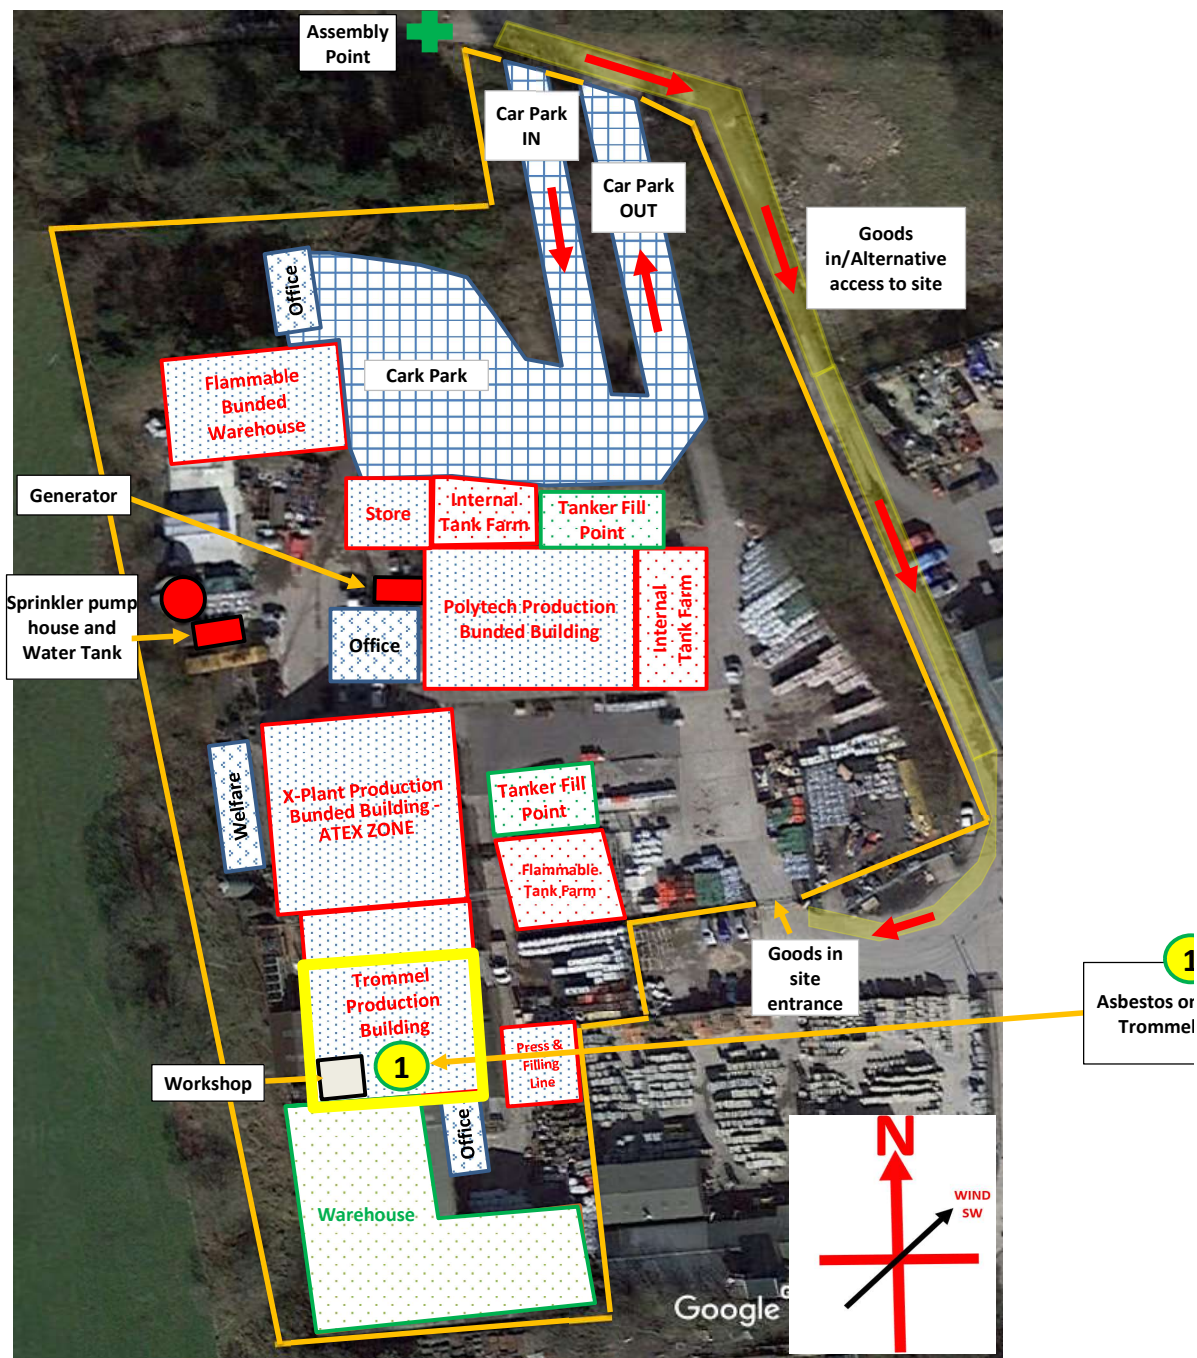 Assembly
Point
Car Park
IN
Car Park
OUT
Goods
in/Alternative
access to site
Office
Flammable
Bunded
Warehouse
Cark Park
Generator
Store
Internal
Tank Farm
Tanker Fill
Point
Sprinkler pump
house and
Water Tank
Polytech Production
Bunded Building
Internal
Tank Farm
Office
Welfare
X-Plant Production
Bunded Building -
ATEX ZONE
Tanker Fill
Point
Flammable
Tank Farm
Goods in
site
entrance
1
Asbestos
Trommel
Trommel
Production
Building
Press &
Filling
Line
Workshop
1
Office
Warehouse
N
WIND
SW
Google